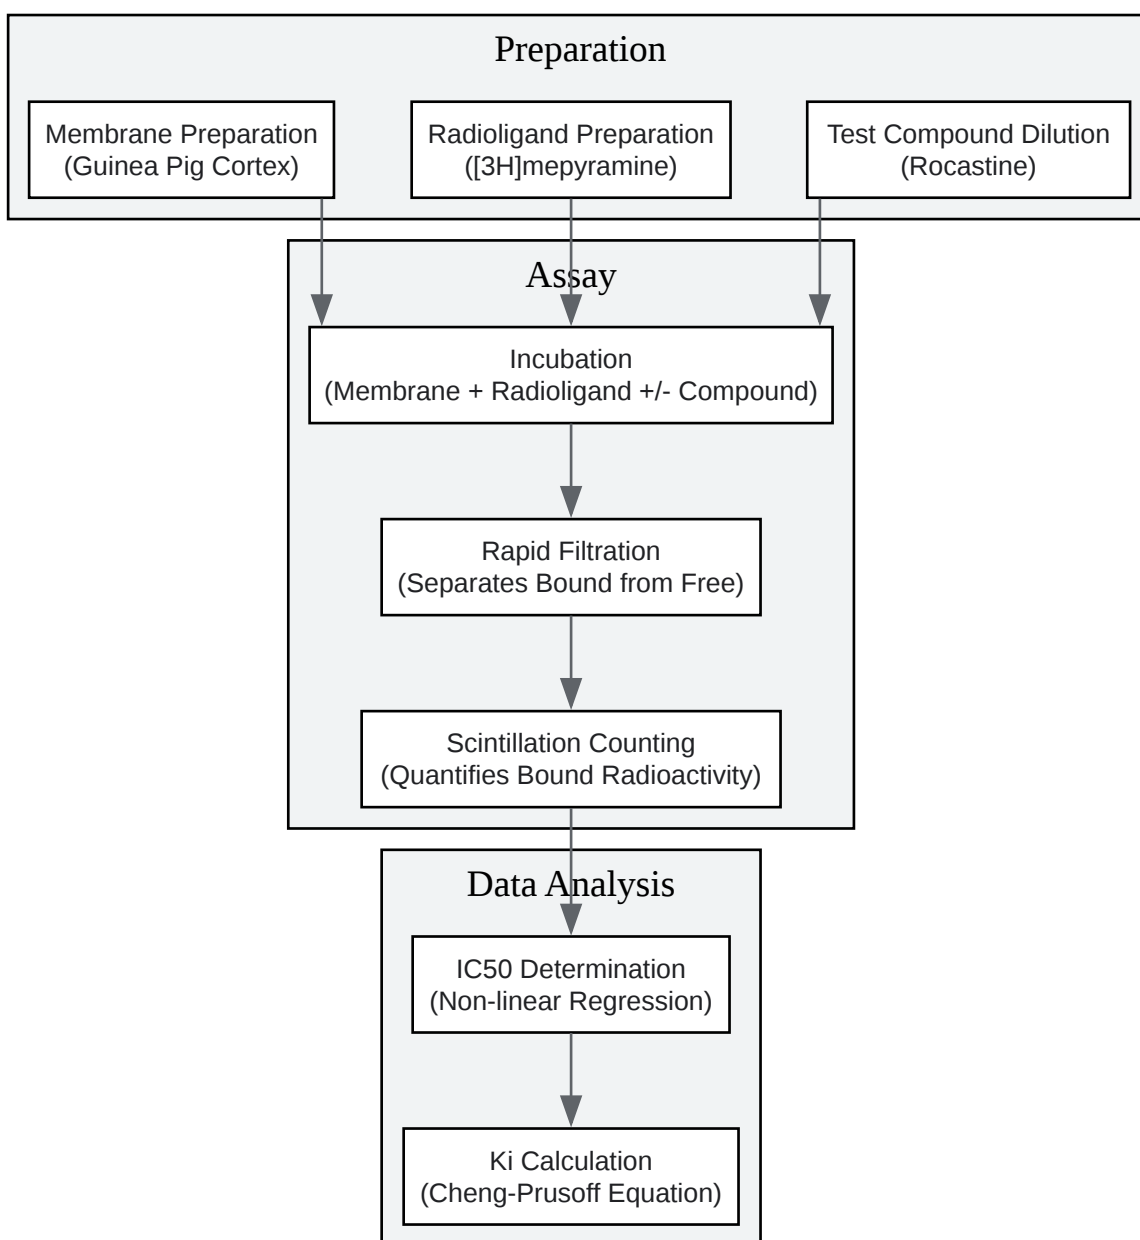 Preparation
Membrane Preparation
(Guinea Pig Cortex)
Radioligand Preparation
([3H]mepyramine)
Test Compound Dilution
(Rocastine)
Assay
Incubation
(Membrane + Radioligand +/- Compound)
Rapid Filtration
(Separates Bound from Free)
Scintillation Counting
(Quantifies Bound Radioactivity)
Data Analysis
IC50 Determination
(Non-linear Regression)
Ki Calculation
(Cheng-Prusoff Equation)